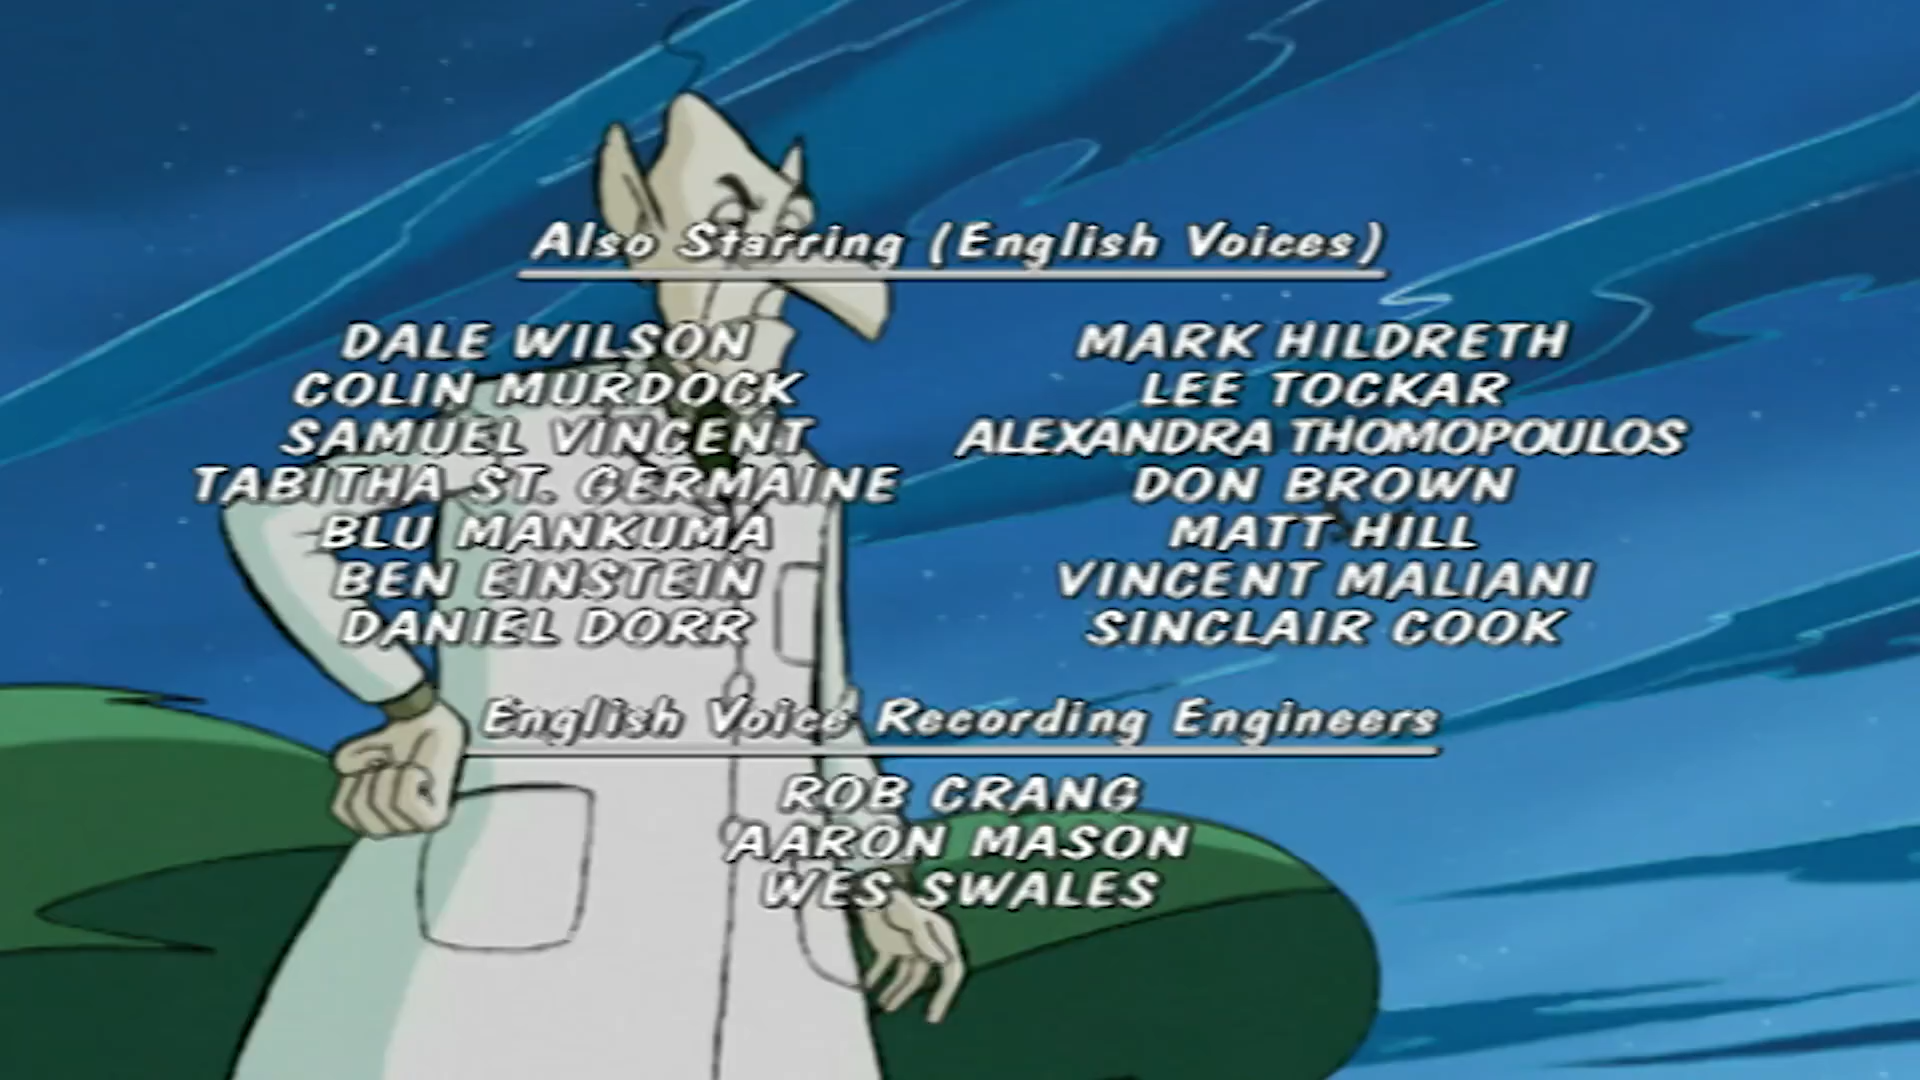 Also Starring (English Voices)
DALE WILSON
COLIN MURDOCK
SAMUEL VINCENT
TABITHA ST. GERMAINE
BLU MANKUMA
BEN EINSTEIN
DANIEL DORR
MARK HILDRETH
LEE TOCKAR
ALEXANDRA THOMOPOULOS
DON BROWN
MATT HILL
VINCENT MALIANI
SINCLAIR COOK
English Voice Recording Engineers
ROB CRANG
AARON MASON
WES SWALES